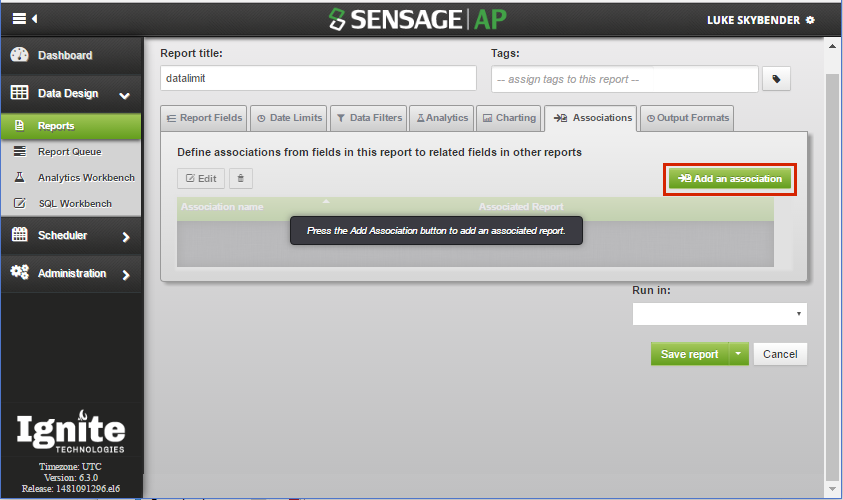 SENSAGE AP
LUKE SKYBENDER
Dashboard
Data Design
Reports
Report Queue
Analytics Workbench
SQL Workbench
Scheduler
Administration
Ignite
TECHNOLOGIES
Timezone: UTC
Version: 6.3.0
Release: 1481091296.el6
Report title:
Tags:
datalimit
-- assign tags to this report --
Report Fields
Date Limits
Data Filters
Analytics
Charting
Associations
Output Formats
Define associations from fields in this report to related fields in other reports
Edit
Add an association
Association name
Associated Report
Press the Add Association button to add an associated report.
Run in:
Save report
Cancel